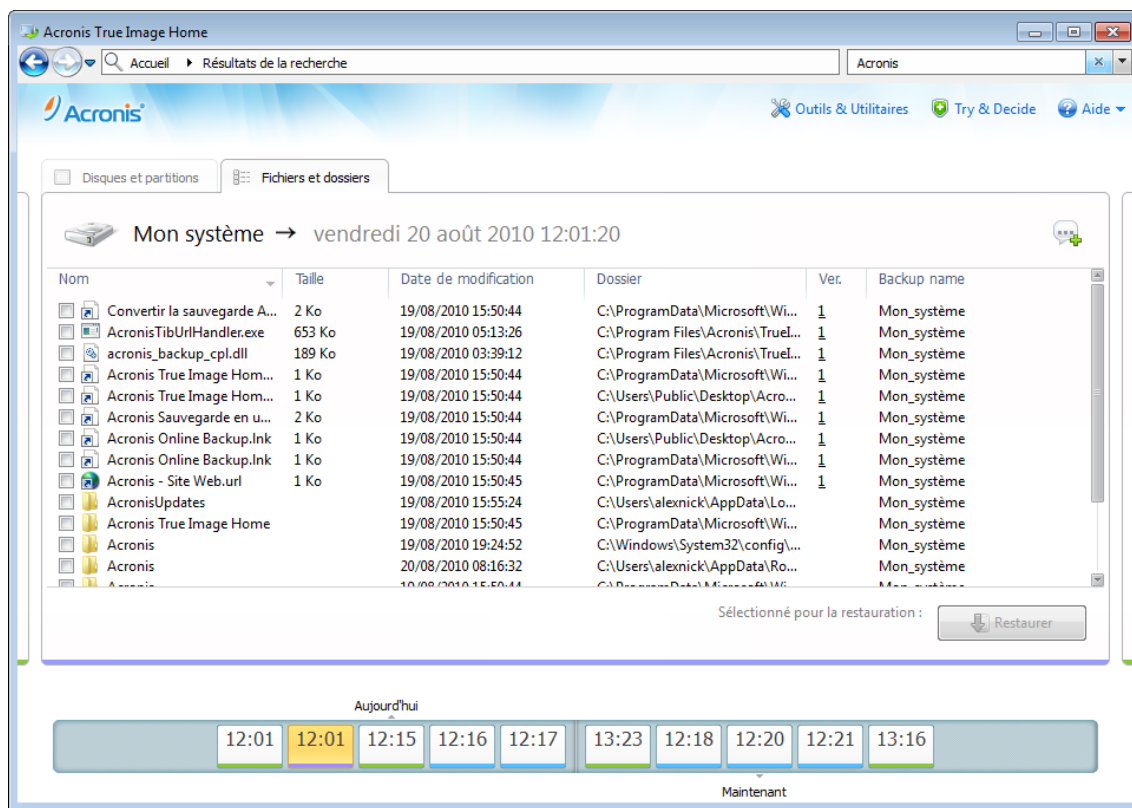 Acronis True Image Home
Accueil Résultats de la recherche Acronis
Acronis Outils & Utilitaires Try & Decide Aide
Disques et partitions Fichiers et dossiers
Mon système → vendredi 20 août 2010 12:01:20
Nom Taille Date de modification Dossier Ver. Backup name
Convertir la sauvegarde A... 2 Ko 19/08/2010 15:50:44 C:\ProgramData\Microsoft\Wi... 1 Mon_système
AcronisTibUrlHandler.exe 653 Ko 19/08/2010 05:13:26 C:\Program Files\Acronis\TrueI... 1 Mon_système
acronis_backup_cpl.dll 189 Ko 19/08/2010 03:39:12 C:\Program Files\Acronis\TrueI... 1 Mon_système
Acronis True Image Hom... 1 Ko 19/08/2010 15:50:44 C:\ProgramData\Microsoft\Wi... 1 Mon_système
Acronis True Image Hom... 1 Ko 19/08/2010 15:50:44 C:\Users\Public\Desktop\Acro... 1 Mon_système
Acronis Sauvegarde en u... 2 Ko 19/08/2010 15:50:44 C:\ProgramData\Microsoft\Wi... 1 Mon_système
Acronis Online Backup.lnk 1 Ko 19/08/2010 15:50:44 C:\Users\Public\Desktop\Acro... 1 Mon_système
Acronis Online Backup.lnk 1 Ko 19/08/2010 15:50:44 C:\ProgramData\Microsoft\Wi... 1 Mon_système
Acronis - Site Web.url 1 Ko 19/08/2010 15:50:45 C:\ProgramData\Microsoft\Wi... 1 Mon_système
AcronisUpdates 19/08/2010 15:55:24 C:\Users\alexnick\AppData\Lo... Mon_système
Acronis True Image Home 19/08/2010 15:50:45 C:\ProgramData\Microsoft\Wi... Mon_système
Acronis 19/08/2010 19:24:52 C:\Windows\System32\config\... Mon_système
Acronis 20/08/2010 08:16:32 C:\Users\alexnick\AppData\Ro... Mon_système
Acronis 19/08/2010 15:50:44 C:\ProgramData\Microsoft\Wi... Mon_système
Sélectionné pour la restauration : Restaurer
Aujourd'hui
12:01 12:01 12:15 12:16 12:17 13:23 12:18 12:20 12:21 13:16
Maintenant